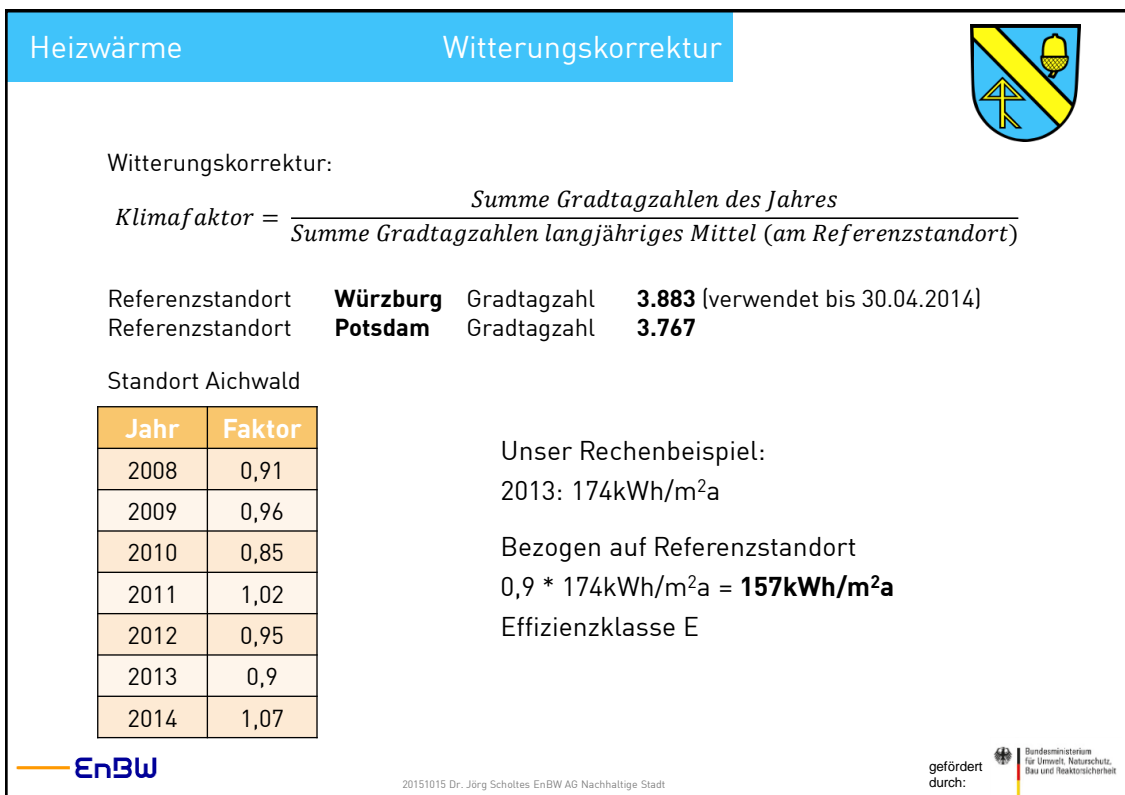 Heizwärme Witterungskorrektur
Witterungskorrektur:
Klimafaktor = Summe Gradtagzahlen des Jahres / Summe Gradtagzahlen langjähriges Mittel (am Referenzstandort)
Referenzstandort Würzburg Gradtagzahl 3.883 (verwendet bis 30.04.2014)
Referenzstandort Potsdam Gradtagzahl 3.767
Standort Aichwald
Jahr Faktor
2008 0,91
2009 0,96
2010 0,85
2011 1,02
2012 0,95
2013 0,9
2014 1,07
Unser Rechenbeispiel:
2013: 174kWh/m²a
Bezogen auf Referenzstandort
0,9 * 174kWh/m²a = 157kWh/m²a
Effizienzklasse E
EnBW
20151015 Dr. Jörg Scholtes EnBW AG Nachhaltige Stadt
gefördert
durch:
Bundesministerium
für Umwelt, Naturschutz,
Bau und Reaktorsicherheit